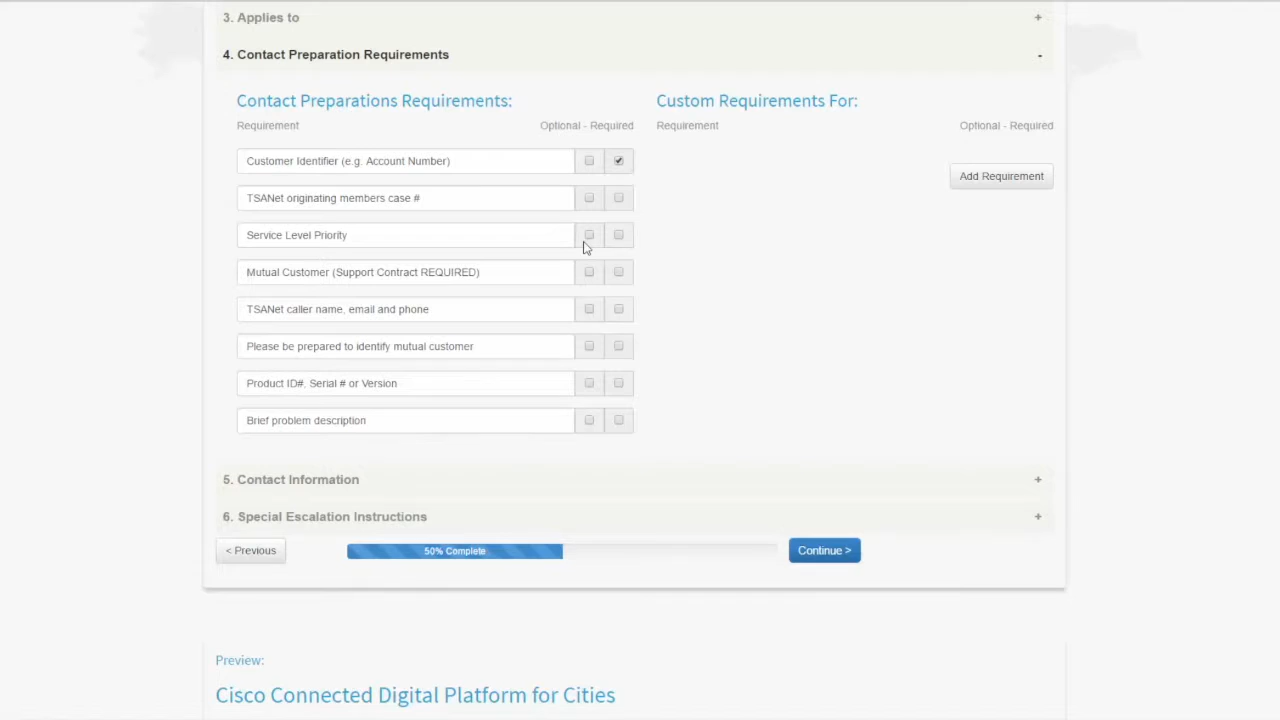 3. Applies to +
4. Contact Preparation Requirements -
Contact Preparations Requirements:
Requirement Optional - Required
Customer Identifier (e.g. Account Number)
TSANet originating members case #
Service Level Priority
Mutual Customer (Support Contract REQUIRED)
TSANet caller name, email and phone
Please be prepared to identify mutual customer
Product ID#, Serial # or Version
Brief problem description
Custom Requirements For:
Requirement Optional - Required
Add Requirement
5. Contact Information +
6. Special Escalation Instructions +
< Previous 50% Complete Continue >
Preview:
Cisco Connected Digital Platform for Cities